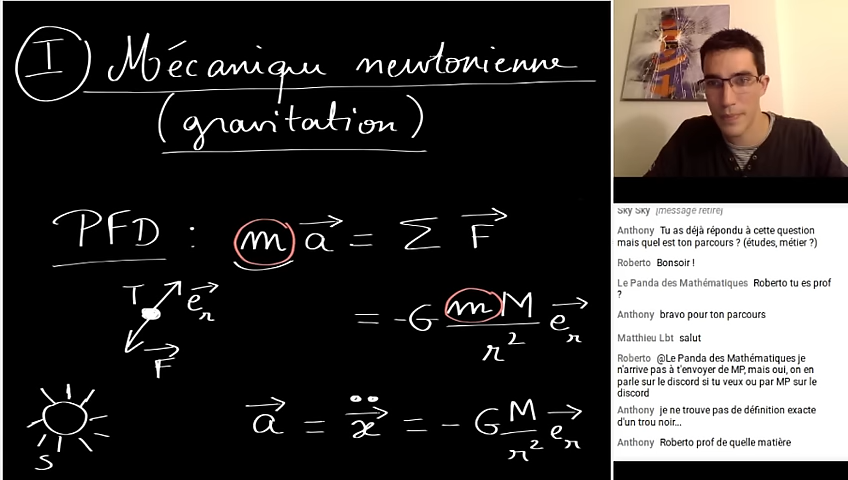 I) Mécanique newtonienne
(gravitation)
PFD : m a⃗ = Σ F⃗
T e⃗r
F⃗
= -G mM/r² e⃗r
S
a⃗ = ẍ⃗ = - G M/r² e⃗r
Sky Sky [message retiré]
Anthony Tu as déjà répondu à cette question
mais quel est ton parcours ? (études, métier ?)
Roberto Bonsoir !
Le Panda des Mathématiques Roberto tu es prof
?
Anthony bravo pour ton parcours
Matthieu Lbt salut
Roberto @Le Panda des Mathématiques je
n'arrive pas à t'envoyer de MP, mais oui, on en
parle sur le discord si tu veux ou par MP sur le
discord
Anthony je ne trouve pas de définition exacte
d'un trou noir...
Anthony Roberto prof de quelle matière